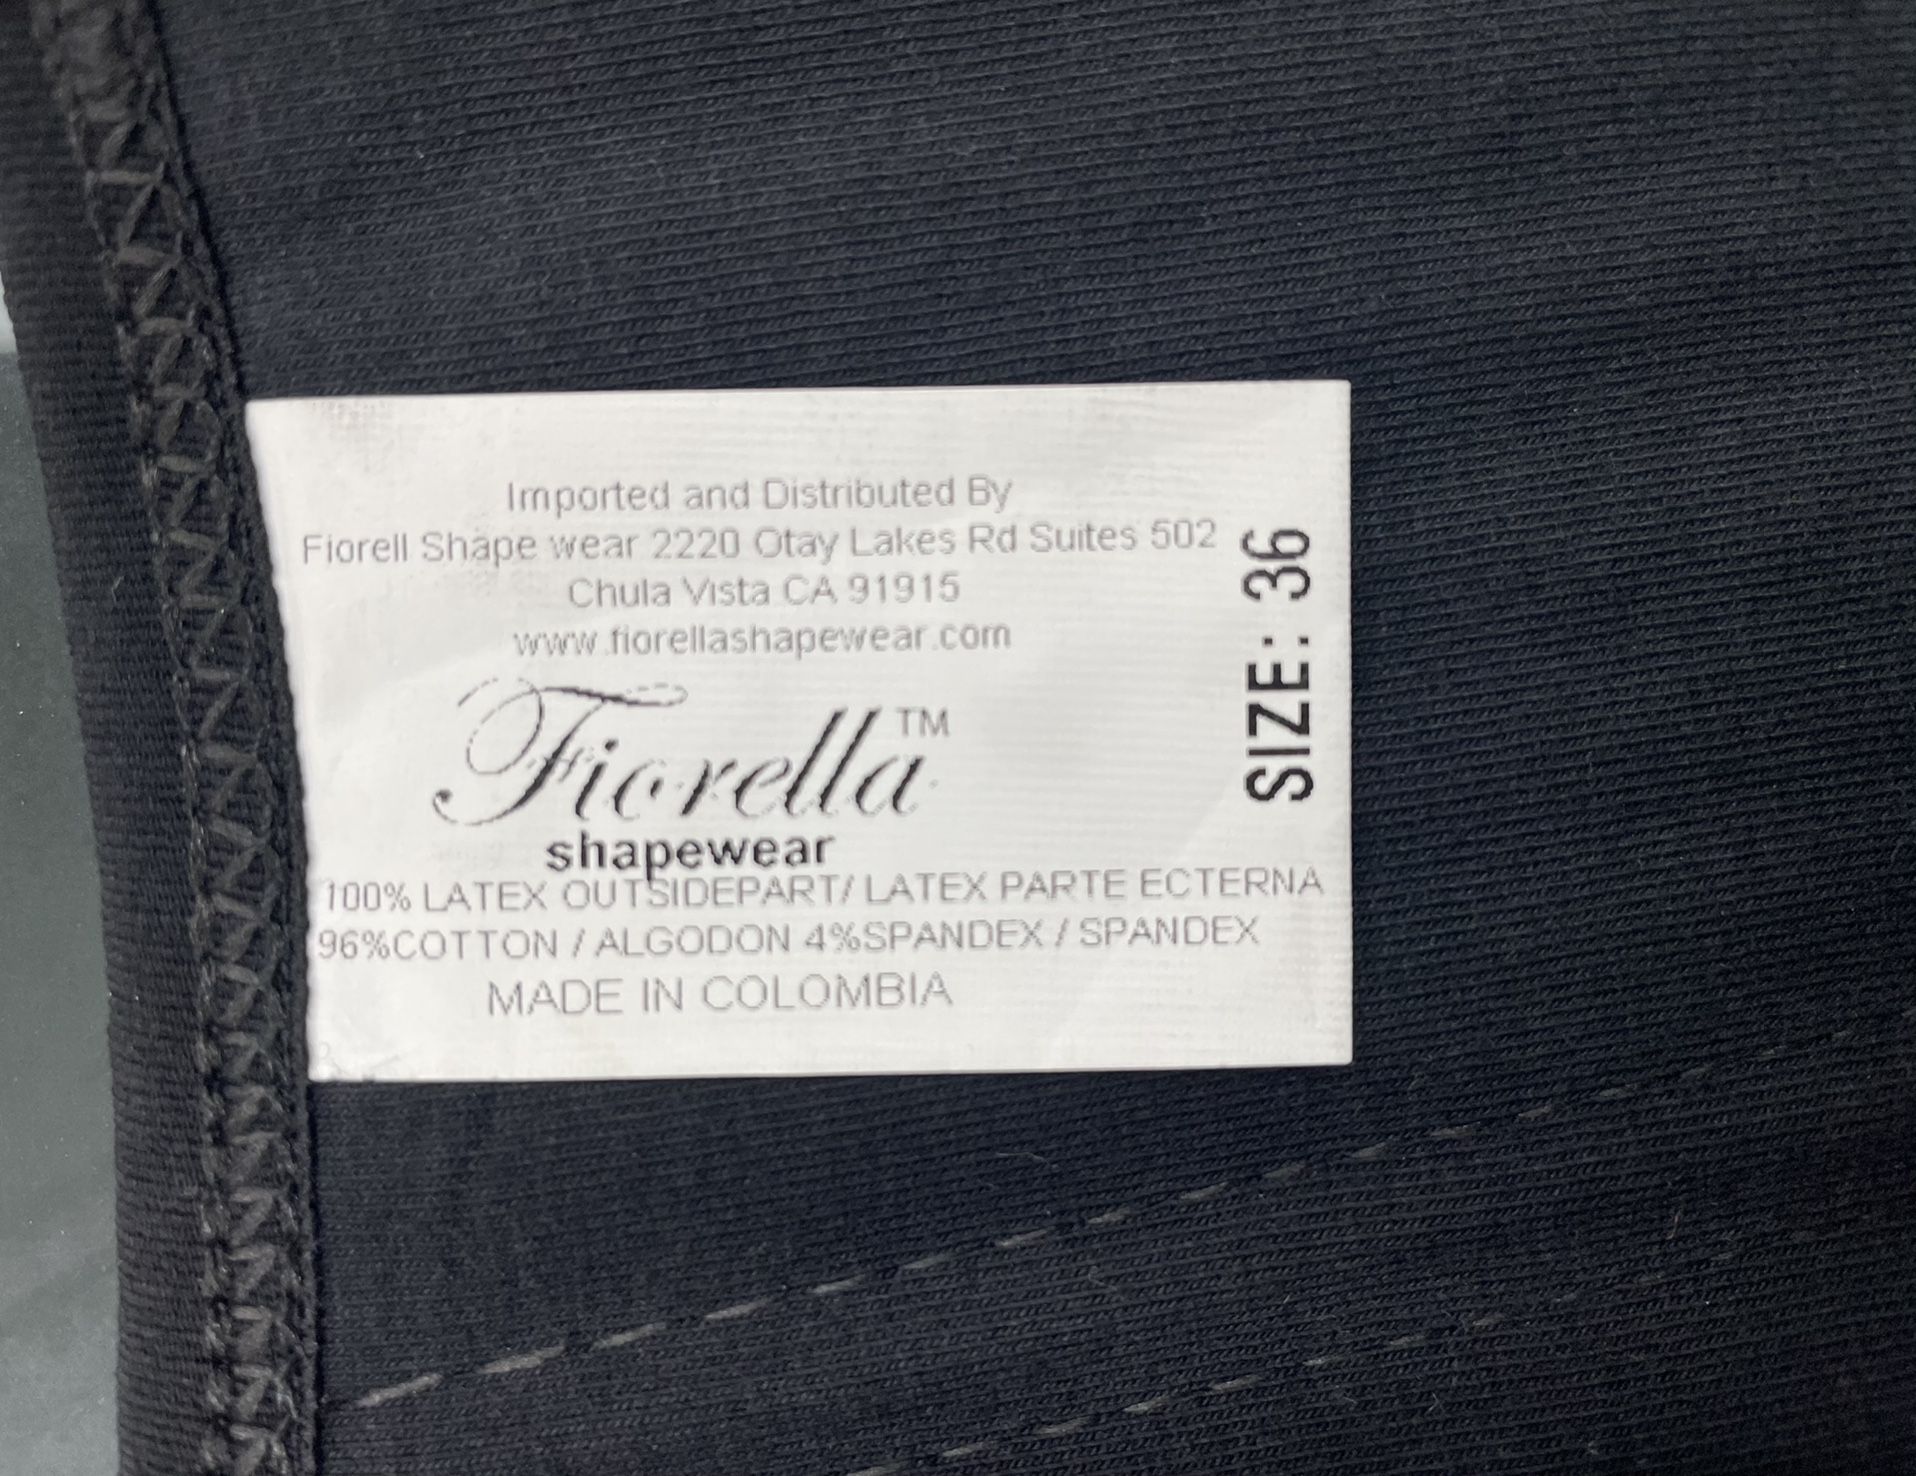 Imported and Distributed By
Fiorell Shape wear 2220 Otay Lakes Rd Suites 502
Chula Vista CA 91915
www.fiorellashapewear.com
Fiorella™
shapewear
100% LATEX OUTSIDEPART/ LATEX PARTE ECTERNA
96%COTTON / ALGODON 4%SPANDEX / SPANDEX
MADE IN COLOMBIA
SIZE: 36